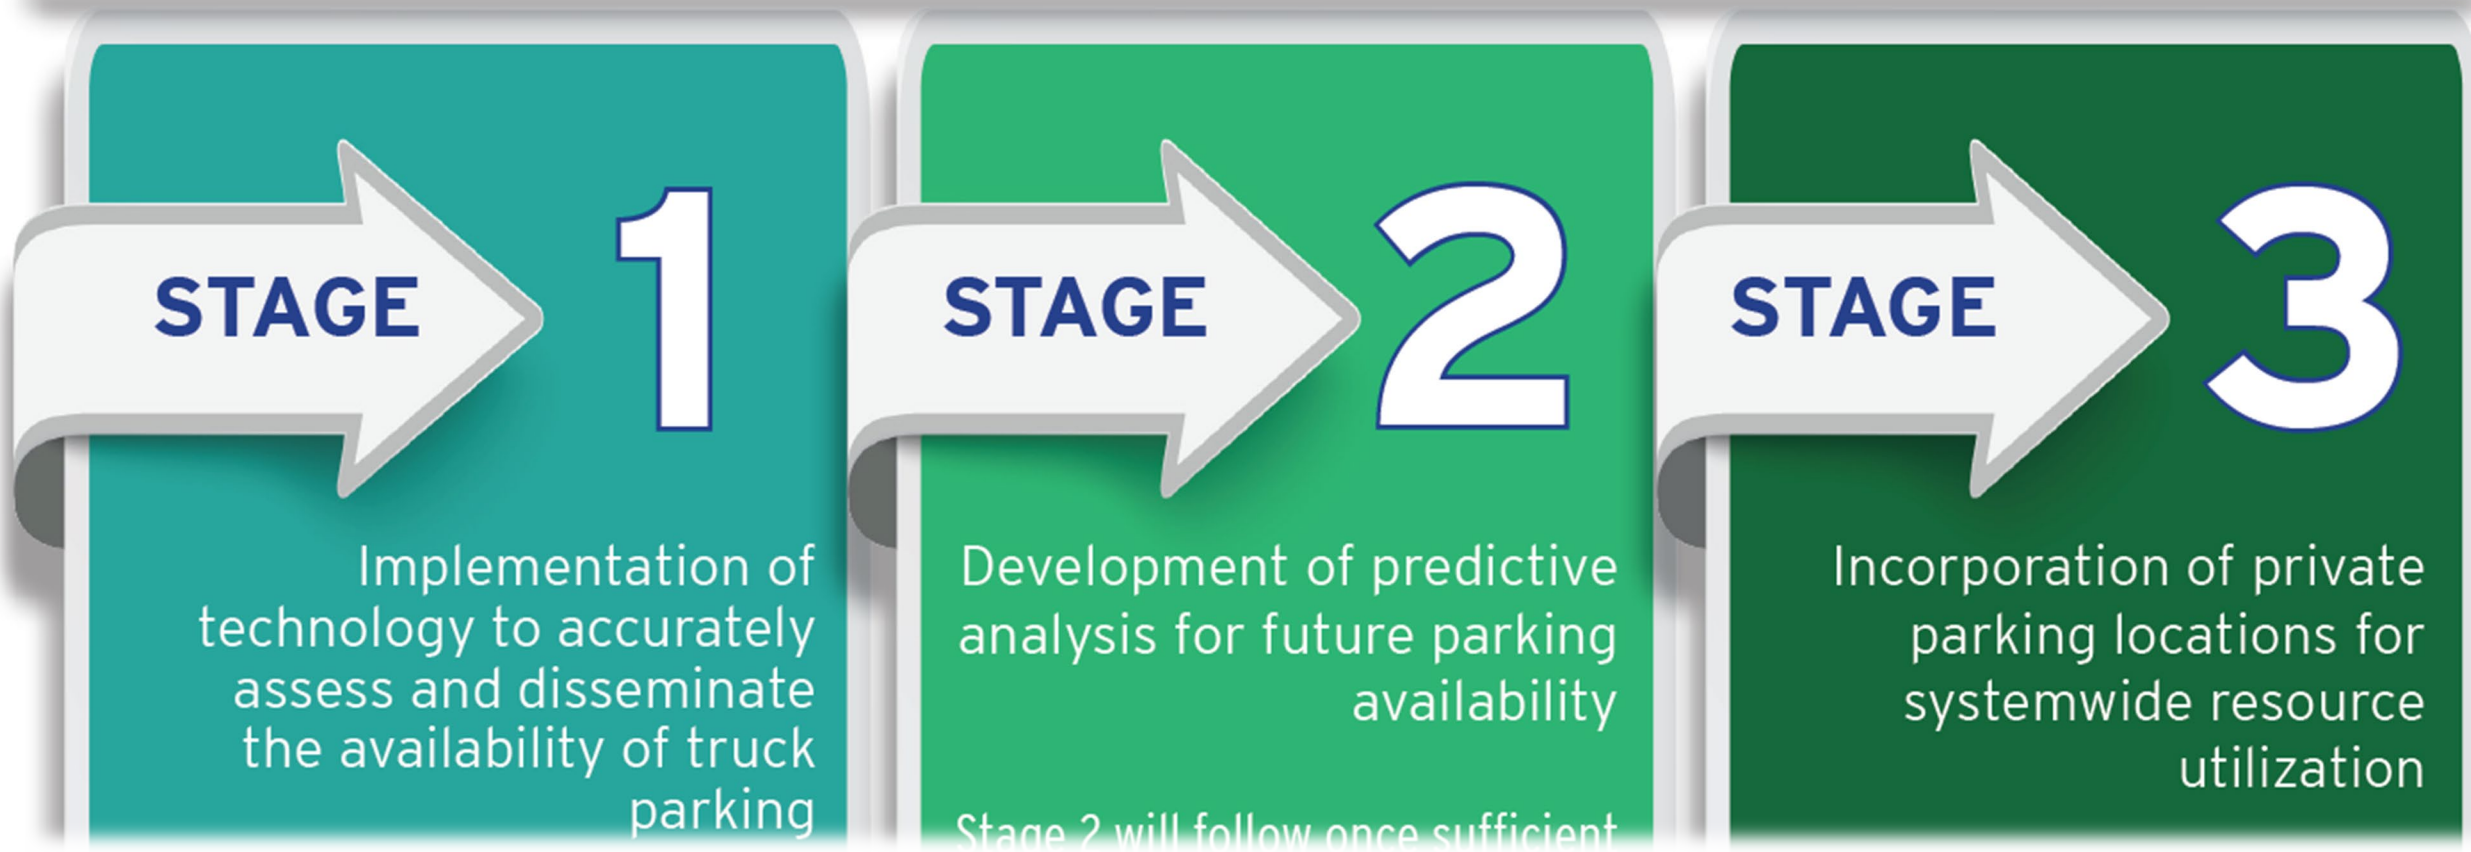 STAGE 1
Implementation of
technology to accurately
assess and disseminate
the availability of truck
parking
STAGE 2
Development of predictive
analysis for future parking
availability
Stage 2 will follow once sufficient
STAGE 3
Incorporation of private
parking locations for
systemwide resource
utilization